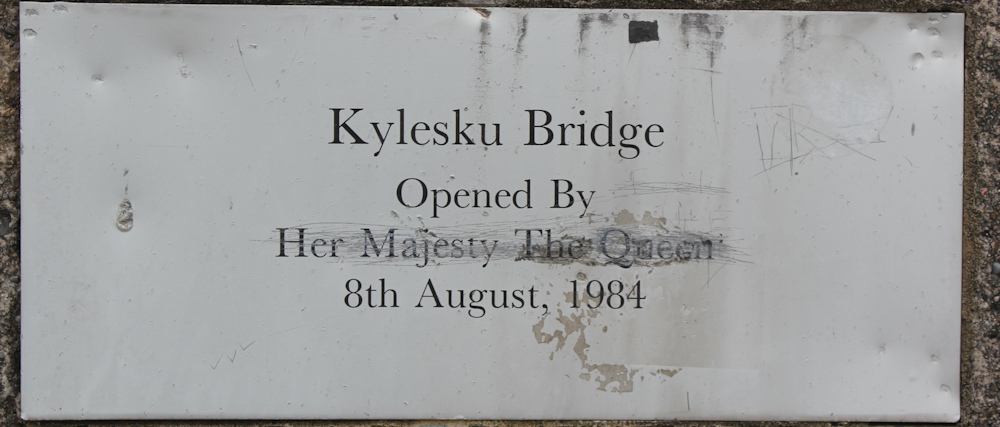 Kylesku Bridge
Opened By
Her Majesty The Queen
8th August, 1984